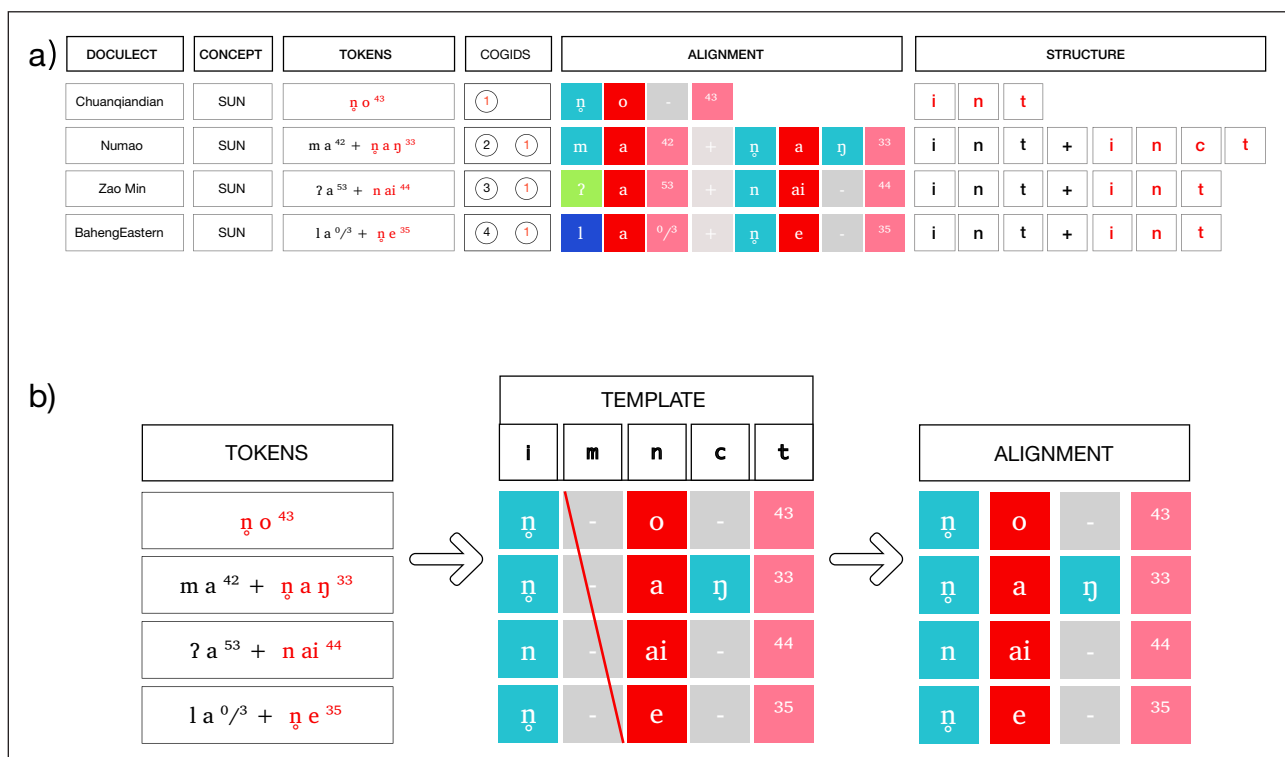 a)
DOCULECT CONCEPT TOKENS COGIDS ALIGNMENT STRUCTURE
Chuanqiandian SUN n̥ o ⁴³ 1 n̥ o - ⁴³ i n t
Numao SUN m a ⁴² + n̥ a ŋ ³³ 2 1 m a ⁴² + n̥ a ŋ ³³ i n t + i n c t
Zao Min SUN ʔ a ⁵³ + n ai ⁴⁴ 3 1 ʔ a ⁵³ + n ai - ⁴⁴ i n t + i n t
BahengEastern SUN l a ⁰/³ + n̥ e ³⁵ 4 1 l a ⁰/³ + n̥ e - ³⁵ i n t + i n t
b)
TEMPLATE
TOKENS i m n c t ALIGNMENT
n̥ o ⁴³ n̥ - o - ⁴³ n̥ o - ⁴³
m a ⁴² + n̥ a ŋ ³³ n̥ - a ŋ ³³ n̥ a ŋ ³³
ʔ a ⁵³ + n ai ⁴⁴ n - ai - ⁴⁴ n ai - ⁴⁴
l a ⁰/³ + n̥ e ³⁵ n̥ - e - ³⁵ n̥ e - ³⁵